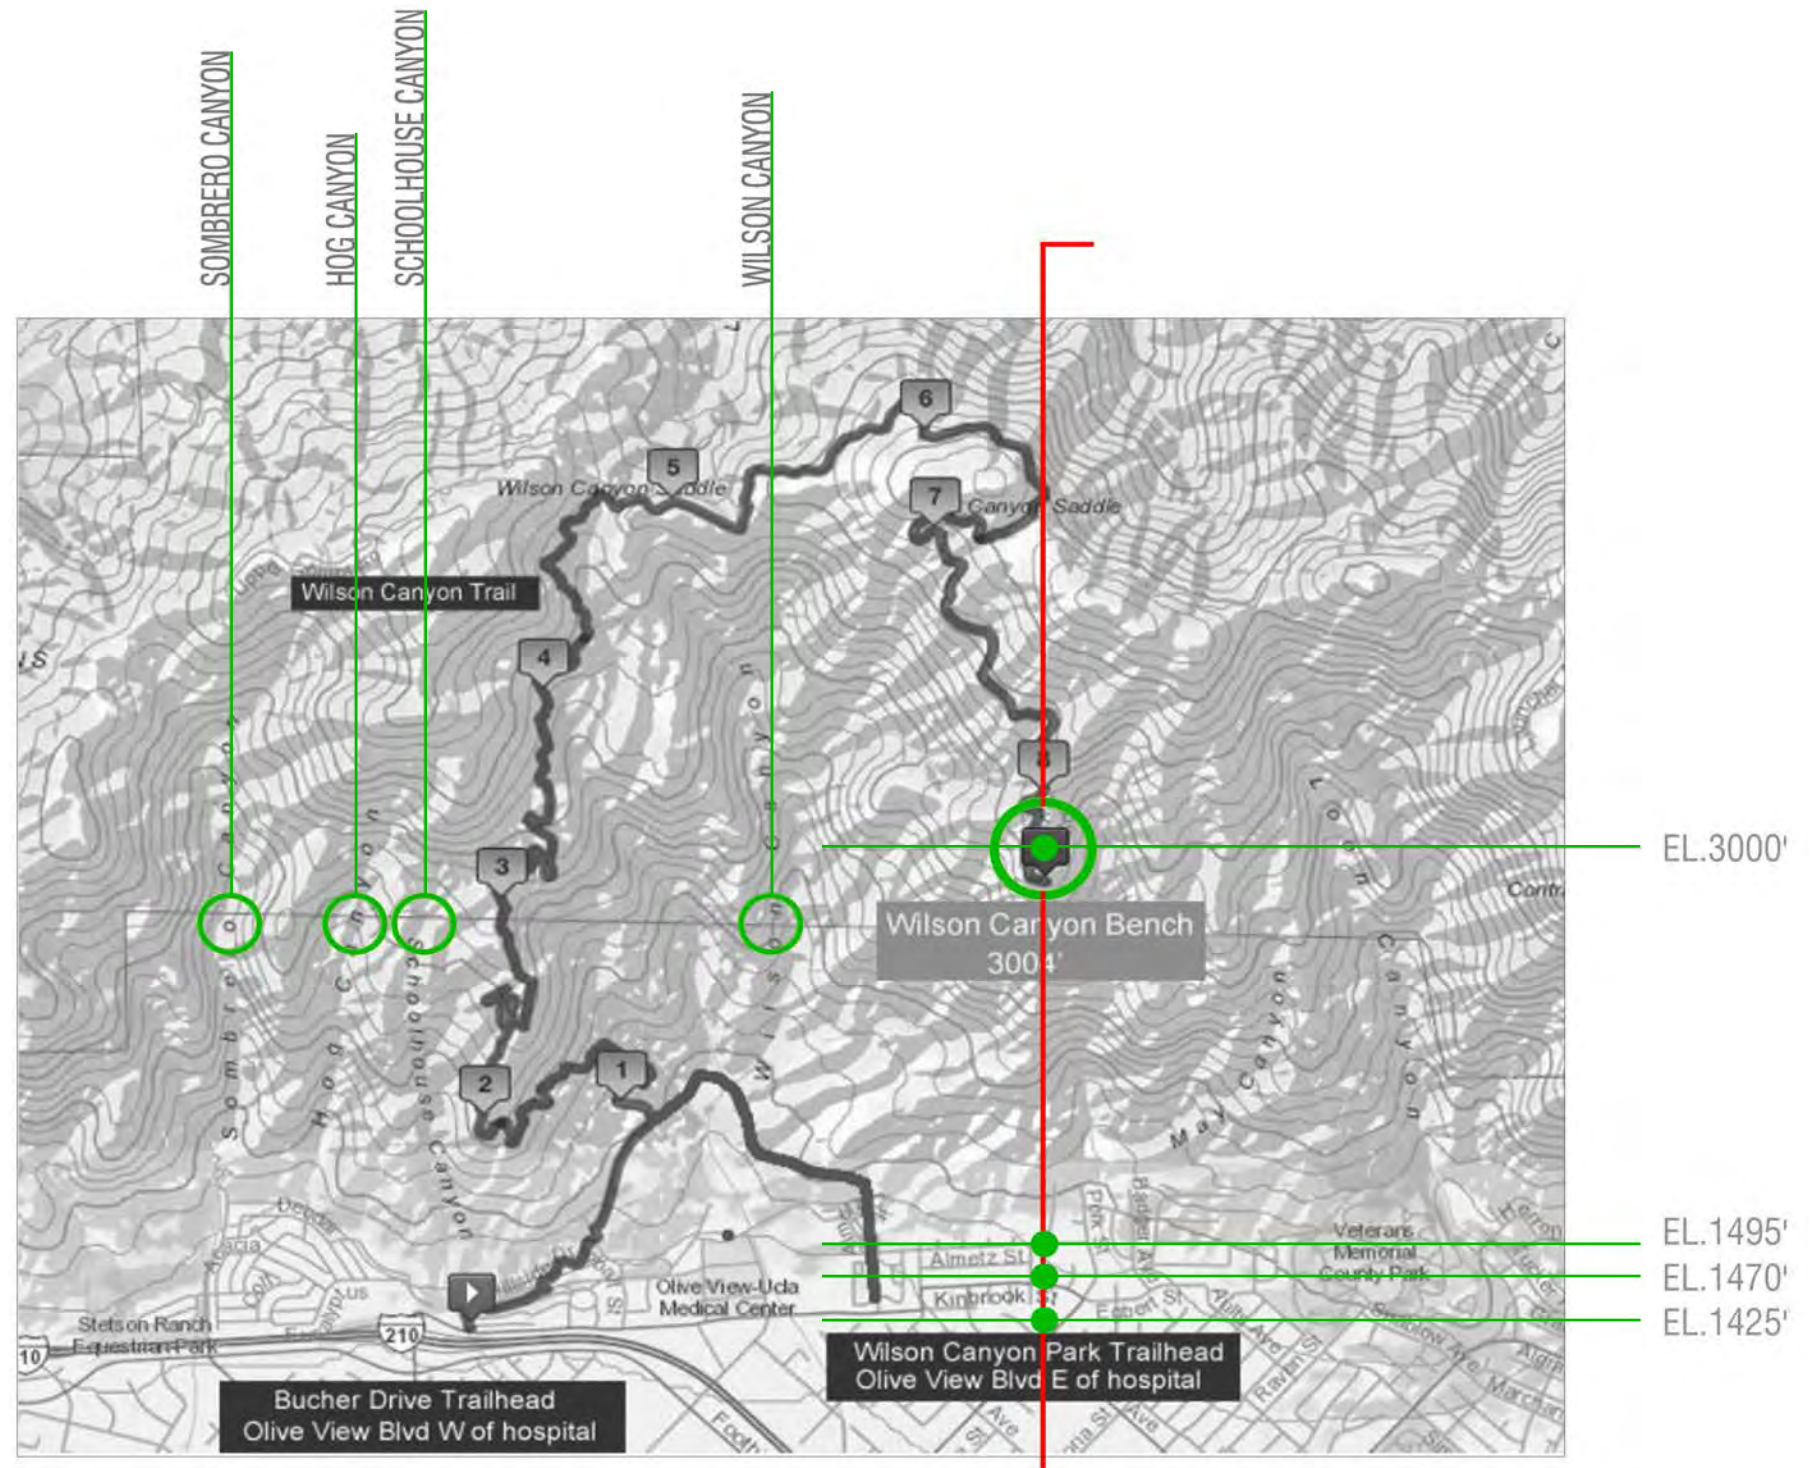 SOMBRERO CANYON
HOG CANYON
SCHOOLHOUSE CANYON
WILSON CANYON
6
5
Wilson Canyon
7
Canyon Saddle
Wilson Canyon Trail
4
8
EL.3000'
3
Wilson Canyon Bench
3004'
Sombrero Canyon
Hog Canyon
Schoolhouse Canyon
Wilson Canyon
Loop Canyon
May Canyon
1
2
EL.1495'
EL.1470'
EL.1425'
Veterans
Memorial
County Park
Almetz St
Kinbrook St
Egbert St
Polk St
Olive View-Ucla
Medical Center
Stetson Ranch
Equestrian Park
210
10
Wilson Canyon Park Trailhead
Olive View Blvd E of hospital
Bucher Drive Trailhead
Olive View Blvd W of hospital